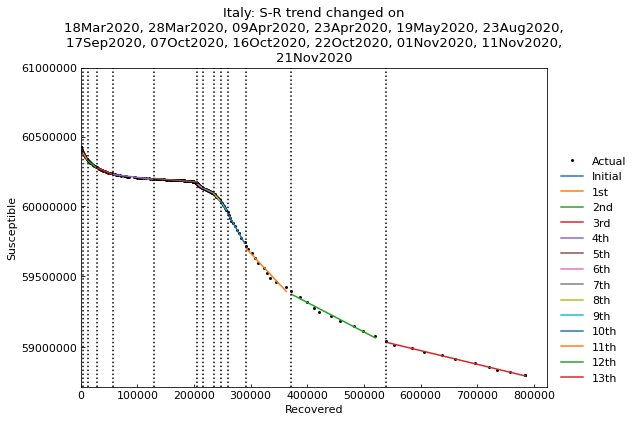 Italy: S-R trend changed on
18Mar2020, 28Mar2020, 09Apr2020, 23Apr2020, 19May2020, 23Aug2020,
17Sep2020, 07Oct2020, 16Oct2020, 22Oct2020, 01Nov2020, 11Nov2020,
21Nov2020
61000000
60500000
60000000
59500000
59000000
Susceptible
0 100000 200000 300000 400000 500000 600000 700000 800000
Recovered
Actual
Initial
1st
2nd
3rd
4th
5th
6th
7th
8th
9th
10th
11th
12th
13th